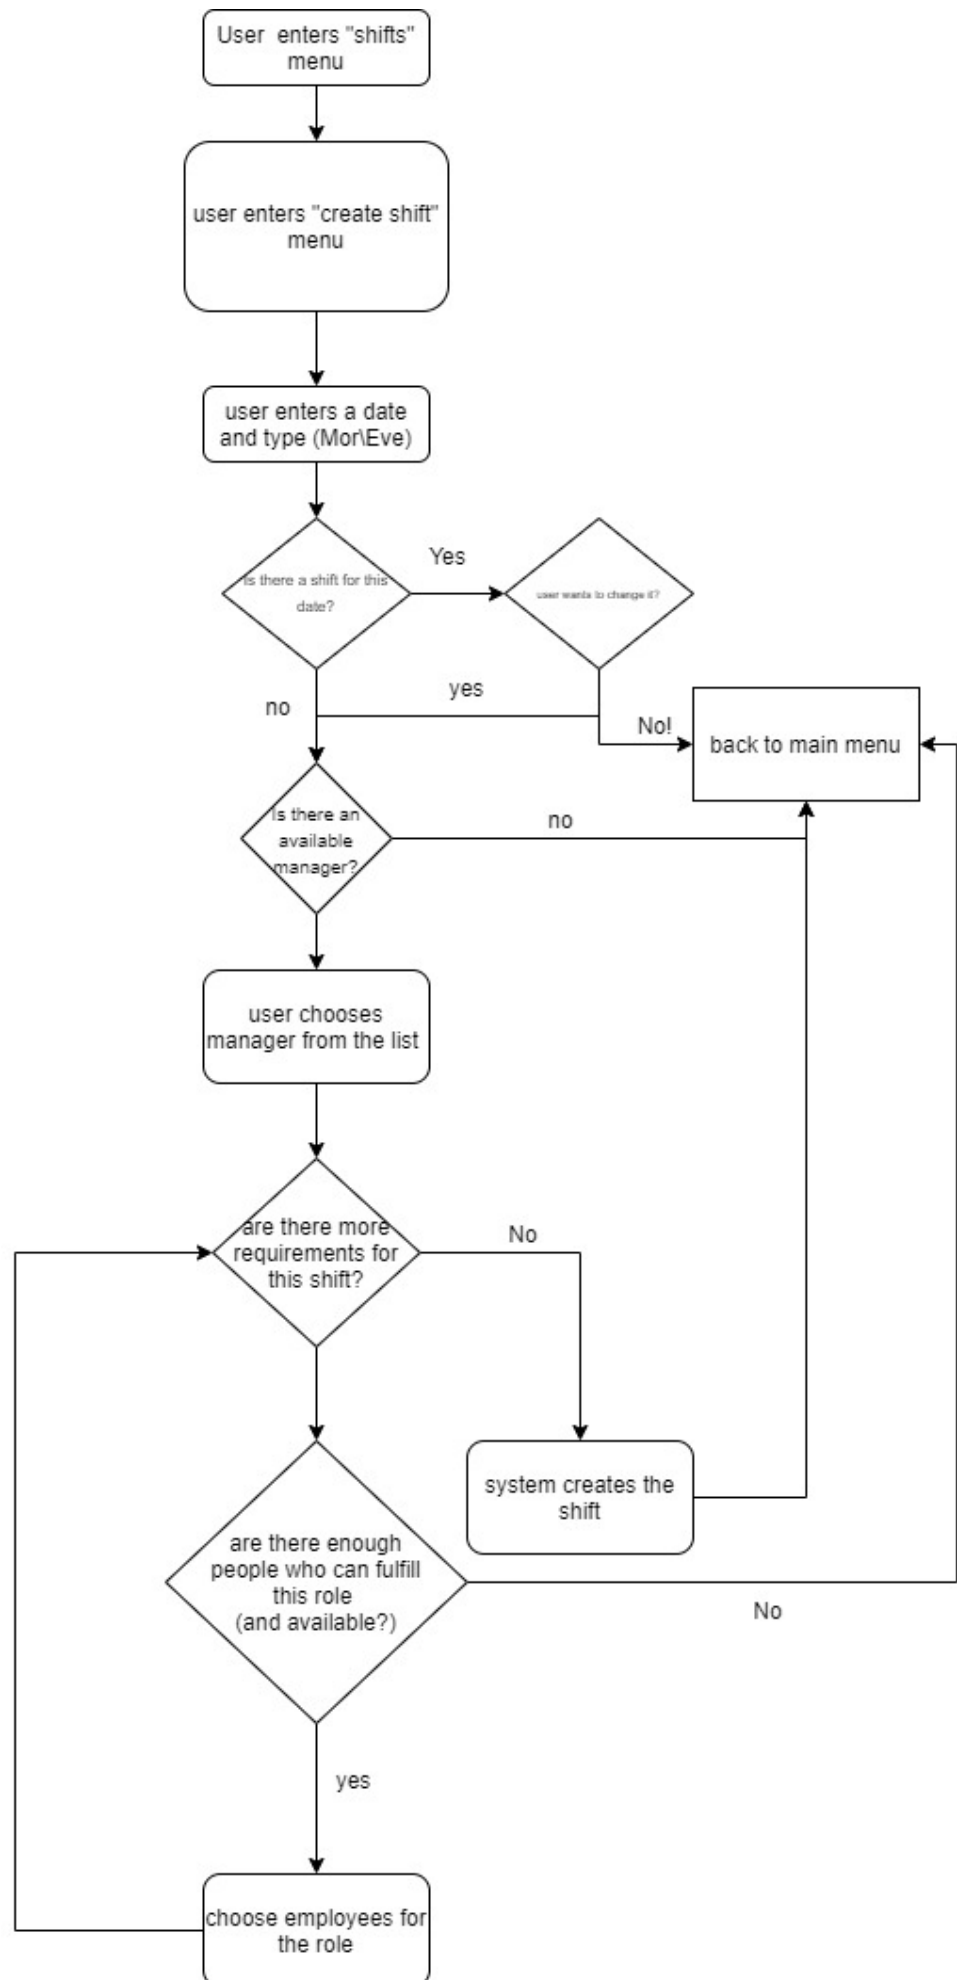 User  enters "shifts"
menu
user enters "create shift"
menu
user enters a date
and type (Mor\Eve)
Is there a shift for this
date?
Yes
user wants to change it?
no
yes
No!
back to main menu
Is there an
available
manager?
no
user chooses
manager from the list
are there more
requirements for
this shift?
No
system creates the
shift
are there enough
people who can fulfill
this role
(and available?)
No
yes
choose employees for
the role